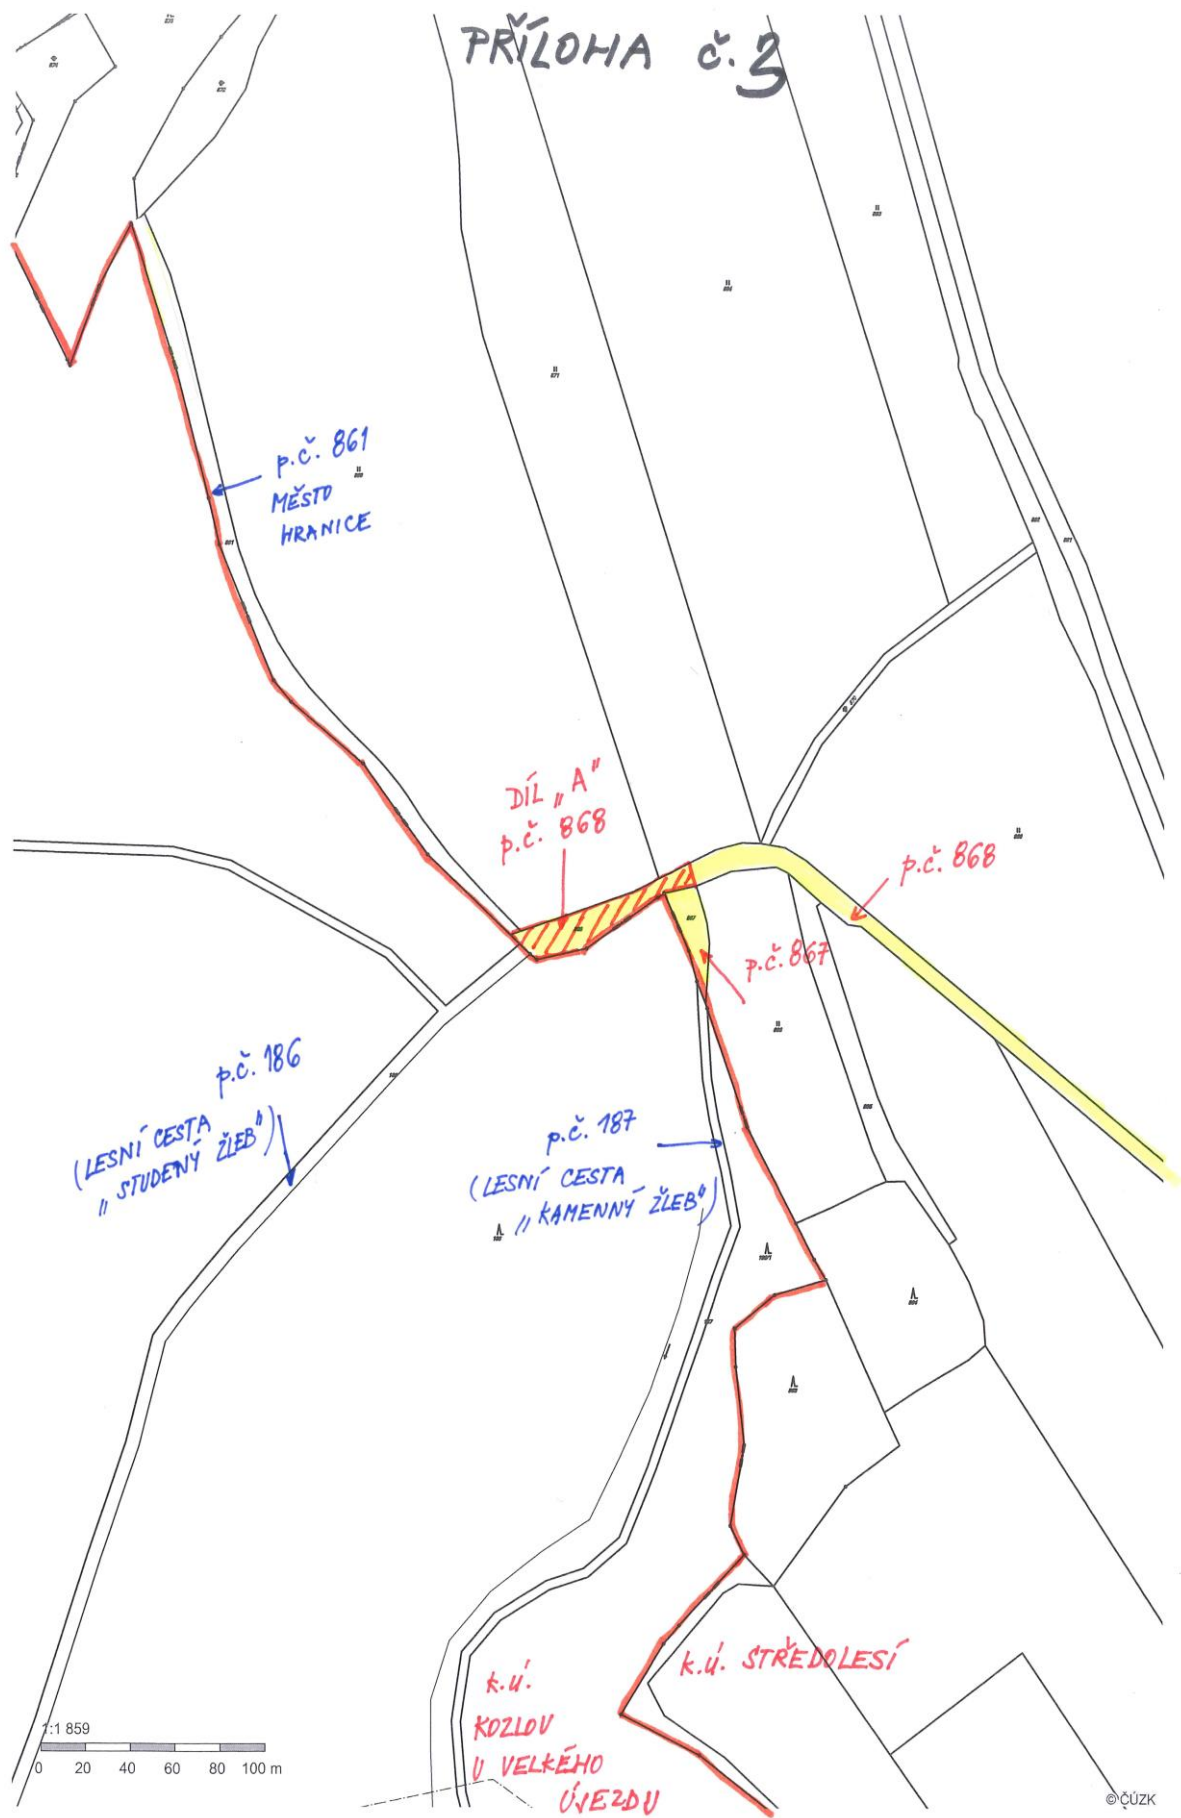 PŘÍLOHA č. 3
p.č. 861
MĚSTO
HRANICE
DÍL „A"
p.č. 868
p.č. 868
p.č. 867
p.č. 186
(LESNÍ CESTA
„STUDENÝ ŽLEB")
p.č. 187
(LESNÍ CESTA
„KAMENNÝ ŽLEB")
k.ú. STŘEDOLESÍ
k.ú.
KOZLOV
U VELKÉHO
ÚJEZDU
1:1 859
0 20 40 60 80 100 m
©ČÚZK